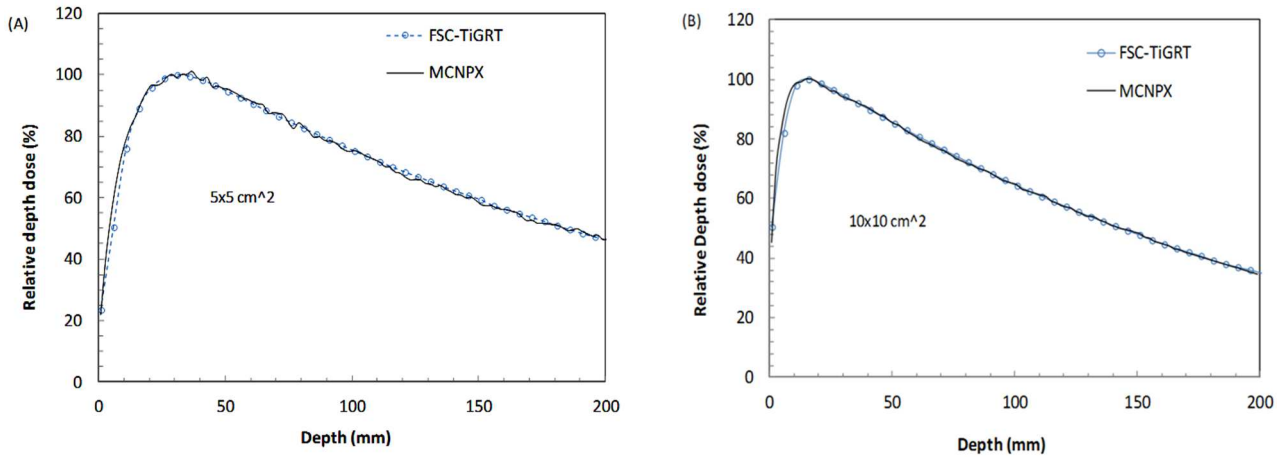 (A)
120
100
80
60
40
20
0
Relative depth dose (%)
FSC-TiGRT
MCNPX
5x5 cm^2
0 50 100 150 200
Depth (mm)
(B)
120
100
80
60
40
20
0
Relative Depth dose (%)
FSC-TiGRT
MCNPX
10x10 cm^2
0 50 100 150 200
Depth (mm)